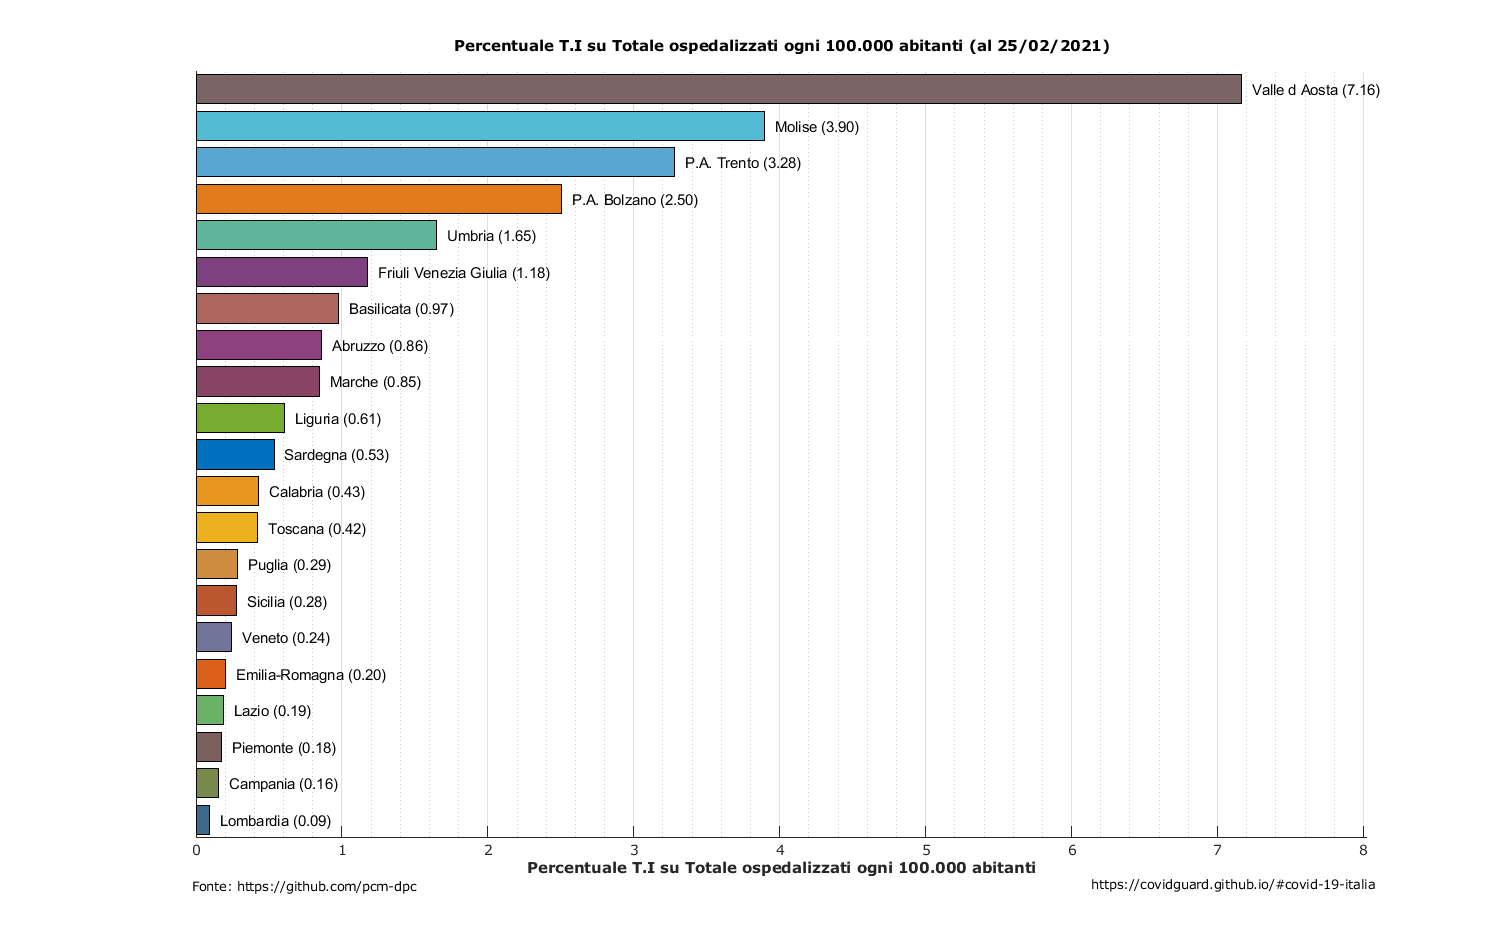 Percentuale T.I su Totale ospedalizzati ogni 100.000 abitanti (al 25/02/2021)
Valle d Aosta (7.16)
Molise (3.90)
P.A. Trento (3.28)
P.A. Bolzano (2.50)
Umbria (1.65)
Friuli Venezia Giulia (1.18)
Basilicata (0.97)
Abruzzo (0.86)
Marche (0.85)
Liguria (0.61)
Sardegna (0.53)
Calabria (0.43)
Toscana (0.42)
Puglia (0.29)
Sicilia (0.28)
Veneto (0.24)
Emilia-Romagna (0.20)
Lazio (0.19)
Piemonte (0.18)
Campania (0.16)
Lombardia (0.09)
0 1 2 3 4 5 6 7 8
Percentuale T.I su Totale ospedalizzati ogni 100.000 abitanti
Fonte: https://github.com/pcm-dpc
https://covidguard.github.io/#covid-19-italia